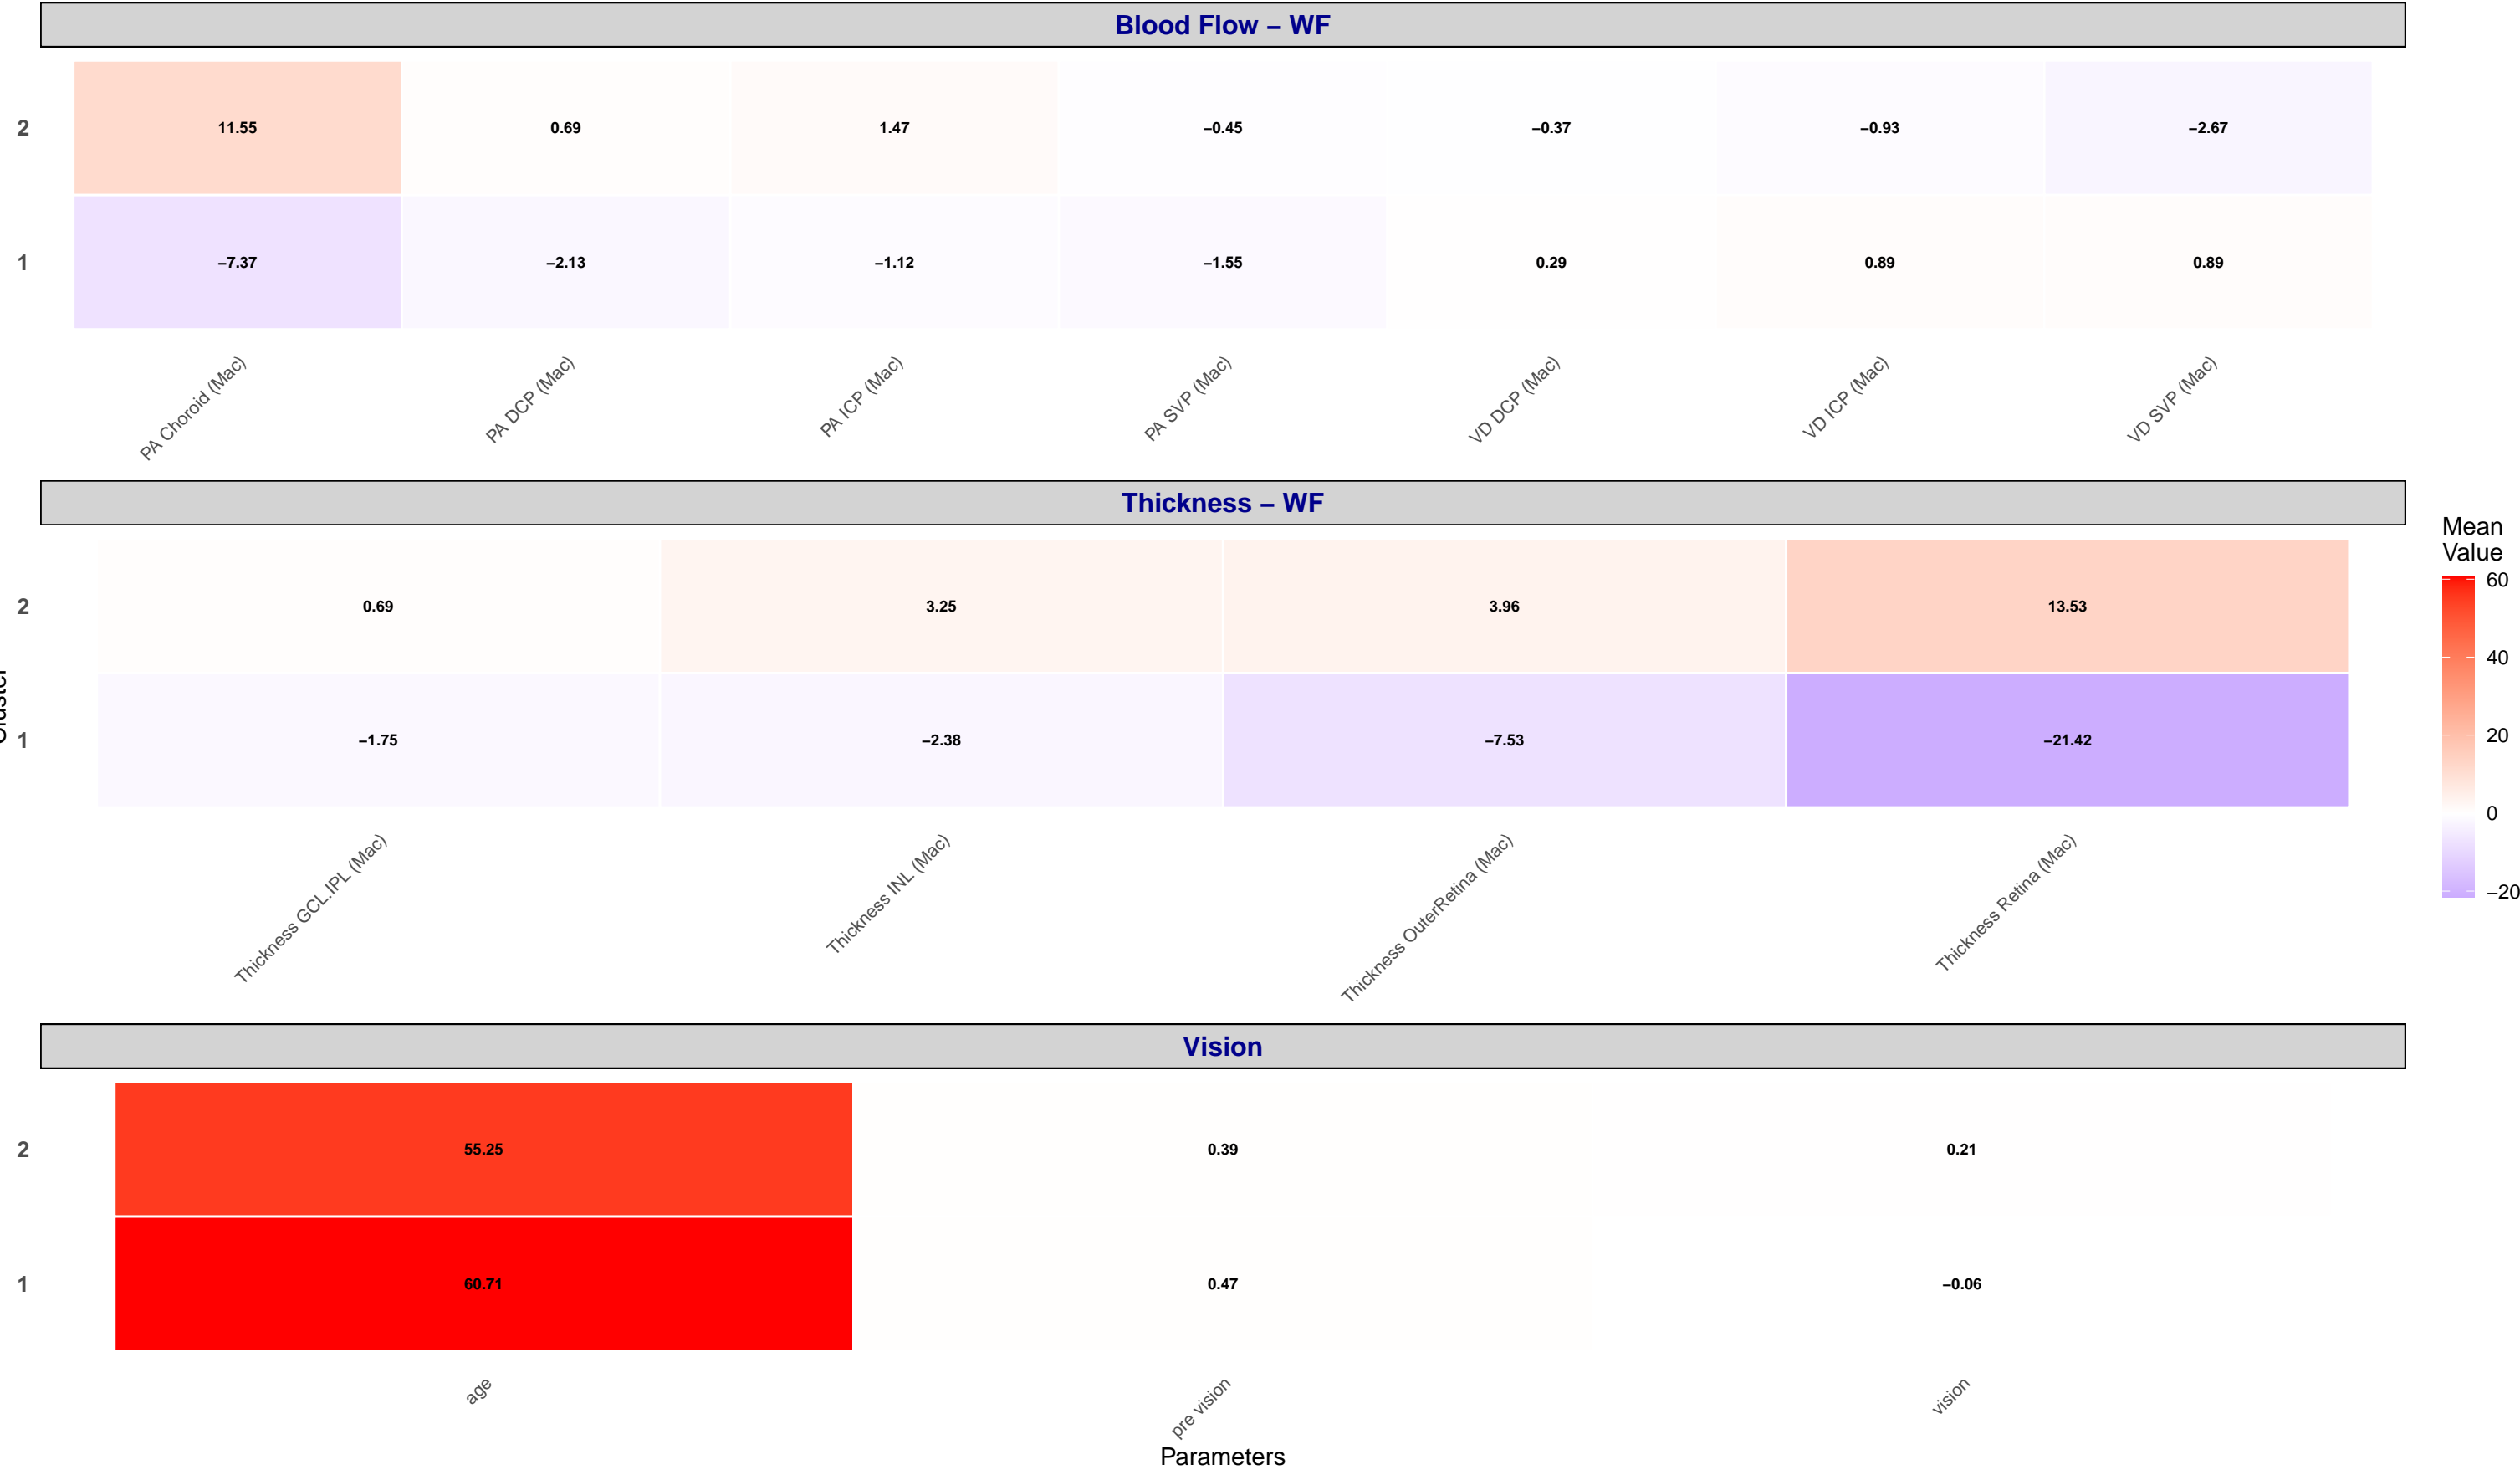 Blood Flow – WF
2
11.55 0.69 1.47 –0.45 –0.37 –0.93 –2.67
1
–7.37 –2.13 –1.12 –1.55 0.29 0.89 0.89
PA Choroid (Mac) PA DCP (Mac) PA ICP (Mac) PA SVP (Mac) VD DCP (Mac) VD ICP (Mac) VD SVP (Mac)
Thickness – WF
2
0.69 3.25 3.96 13.53
1
–1.75 –2.38 –7.53 –21.42
Thickness GCL.IPL (Mac) Thickness INL (Mac) Thickness OuterRetina (Mac) Thickness Retina (Mac)
Mean
Value
60
40
20
0
–20
Vision
2
55.25 0.39 0.21
1
60.71 0.47 –0.06
age pre vision vision
Parameters